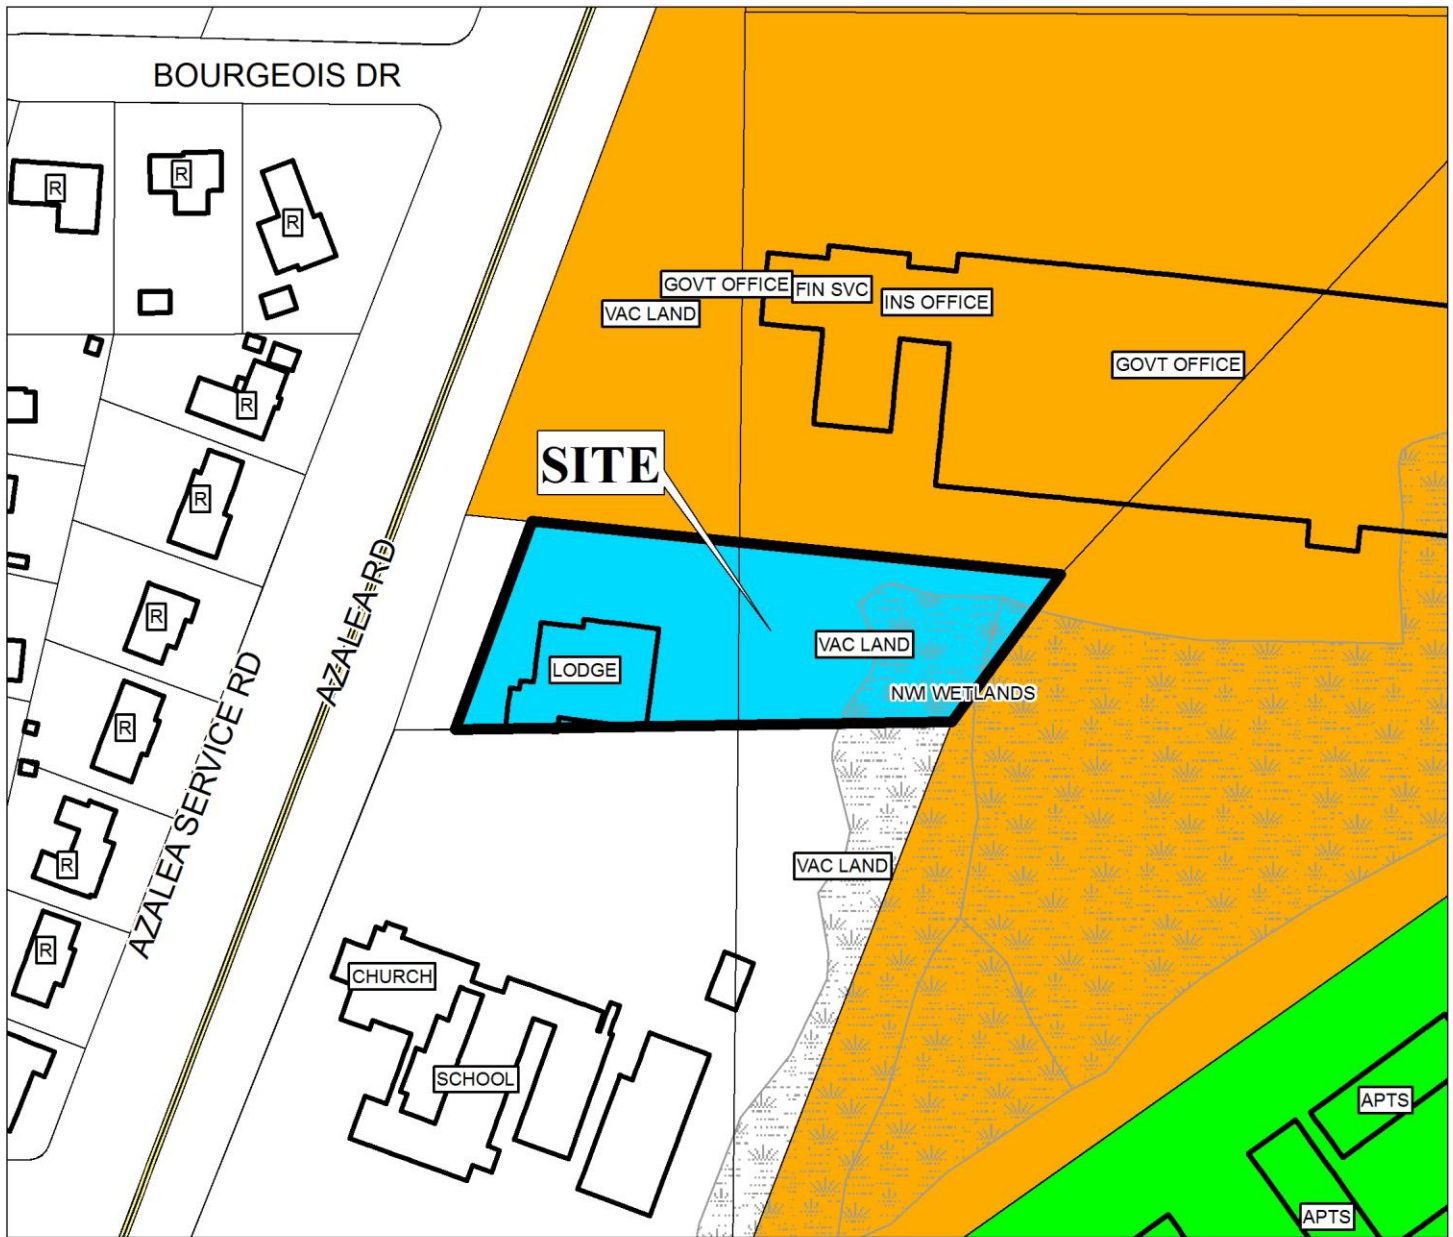 BOURGEOIS DR
R
R
R
GOVT OFFICE
FIN SVC
INS OFFICE
VAC LAND
GOVT OFFICE
R
SITE
R
AZALEA RD
R
LODGE
VAC LAND
NWI WETLANDS
R
AZALEA SERVICE RD
R
VAC LAND
R
CHURCH
SCHOOL
APTS
APTS